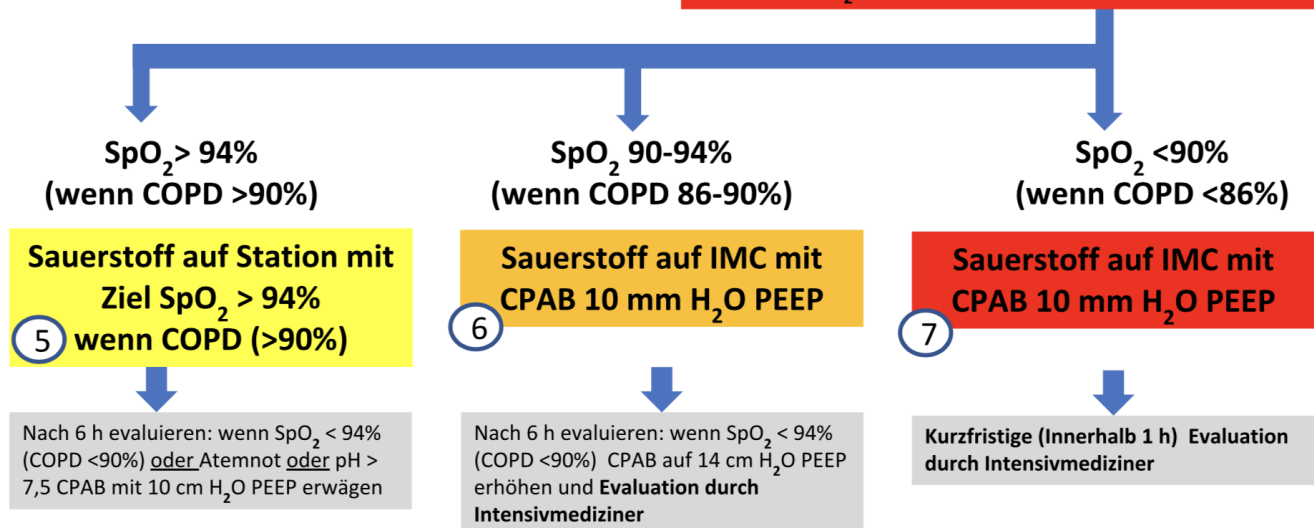 2
SpO2> 94%
(wenn COPD >90%)
SpO2 90-94%
(wenn COPD 86-90%)
SpO2 <90%
(wenn COPD <86%)
Sauerstoff auf Station mit
Ziel SpO2 > 94%
wenn COPD (>90%)
5
Sauerstoff auf IMC mit
CPAB 10 mm H2O PEEP
6
Sauerstoff auf IMC mit
CPAB 10 mm H2O PEEP
7
Nach 6 h evaluieren: wenn SpO2 < 94%
(COPD <90%) oder Atemnot oder pH >
7,5 CPAB mit 10 cm H2O PEEP erwägen
Nach 6 h evaluieren: wenn SpO2 < 94%
(COPD <90%) CPAB auf 14 cm H2O PEEP
erhöhen und Evaluation durch
Intensivmediziner
Kurzfristige (Innerhalb 1 h) Evaluation
durch Intensivmediziner